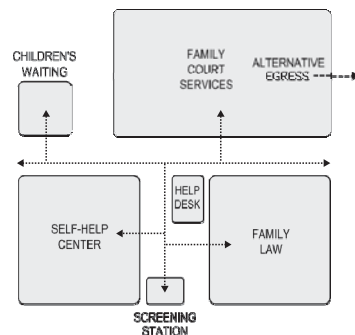 CHILDREN'S
WAITING
FAMILY
COURT
SERVICES
ALTERNATIVE
EGRESS
HELP
DESK
SELF-HELP
CENTER
FAMILY
LAW
SCREENING
STATION